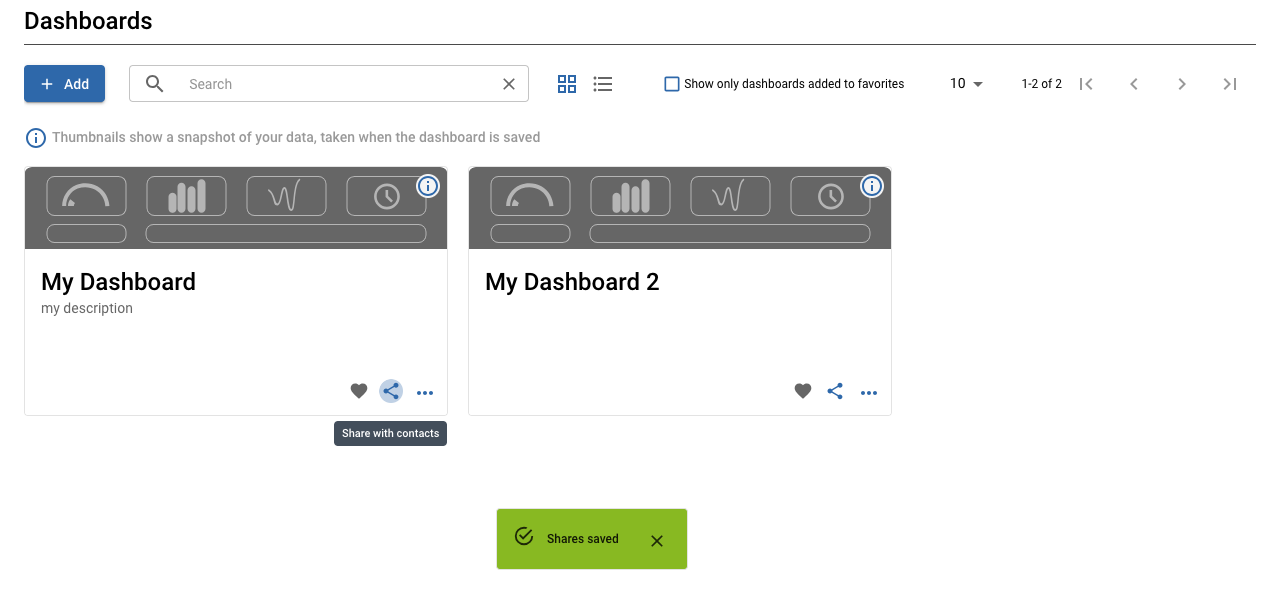 Dashboards
Add
Search
Show only dashboards added to favorites
10
1-2 of 2
Thumbnails show a snapshot of your data, taken when the dashboard is saved
My Dashboard
my description
My Dashboard 2
Share with contacts
Shares saved